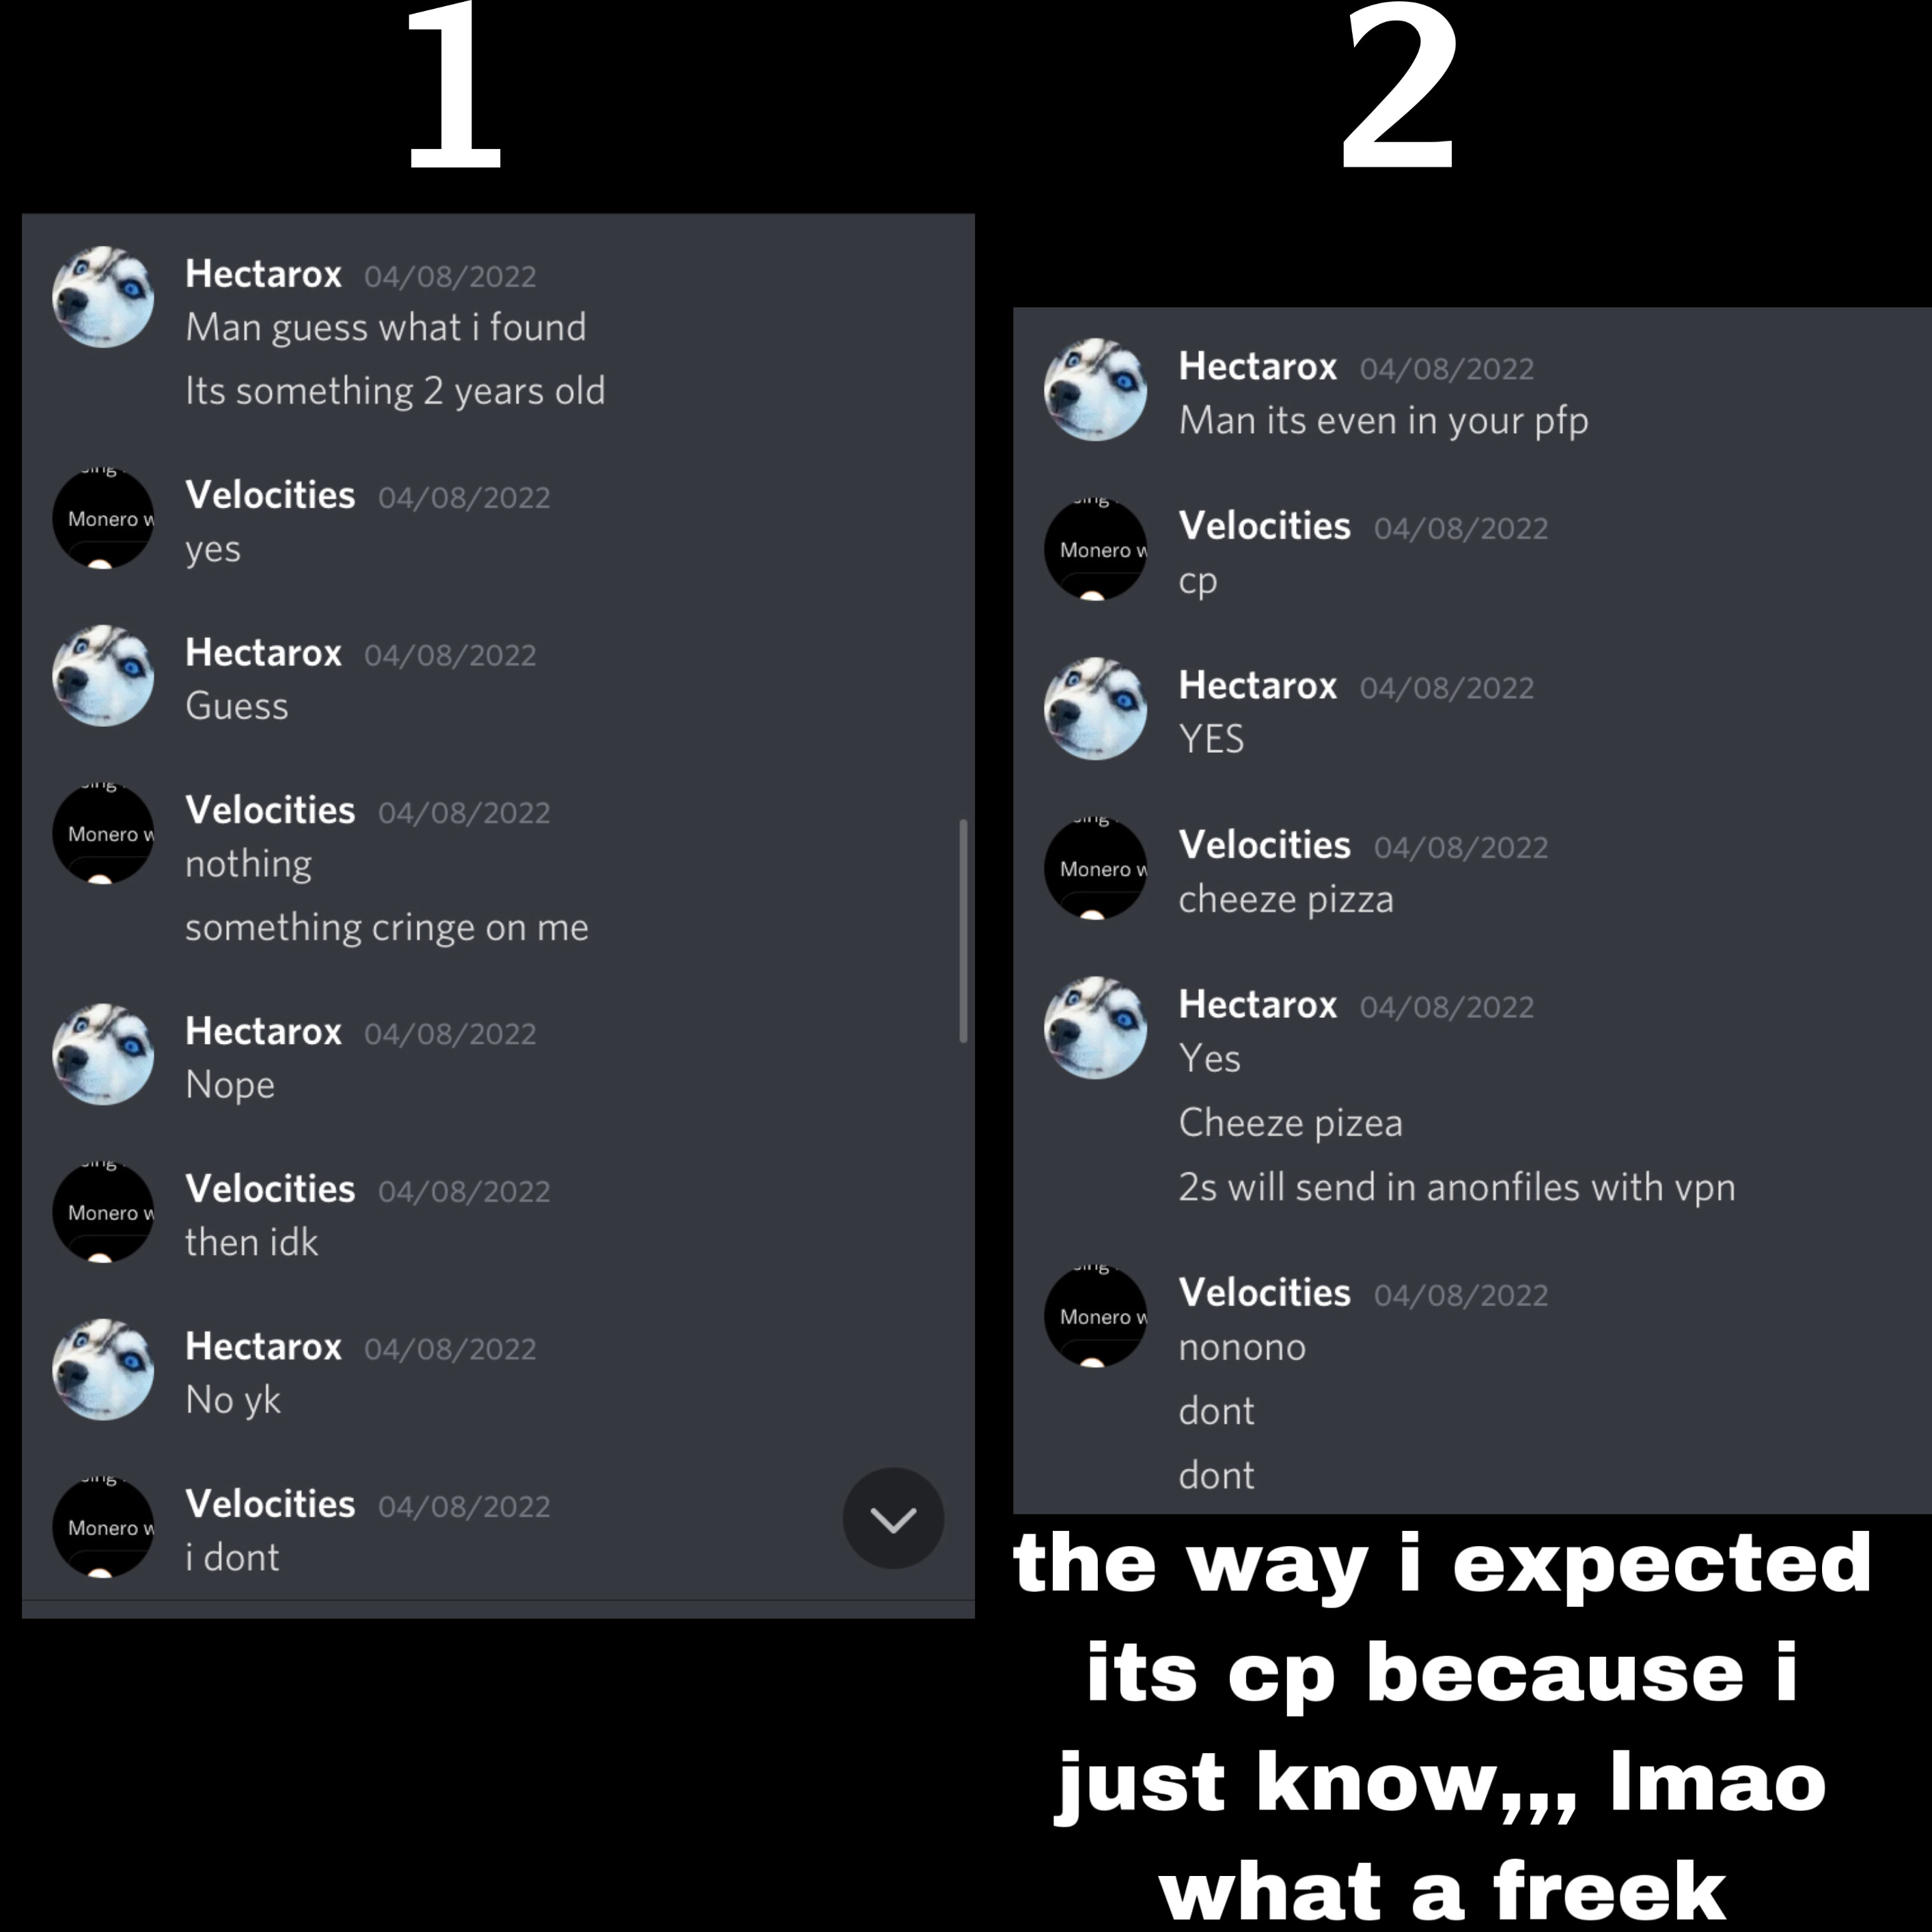 1
Hectarox 04/08/2022
Man guess what i found
Its something 2 years old
Velocities 04/08/2022
Monero w
yes
Hectarox 04/08/2022
Guess
Velocities 04/08/2022
Monero w
nothing
something cringe on me
Hectarox 04/08/2022
Nope
Velocities 04/08/2022
Monero w
then idk
Hectarox 04/08/2022
No yk
Velocities 04/08/2022
Monero w
i dont
2
Hectarox 04/08/2022
Man its even in your pfp
Velocities 04/08/2022
Monero w
cp
Hectarox 04/08/2022
YES
Velocities 04/08/2022
Monero w
cheeze pizza
Hectarox 04/08/2022
Yes
Cheeze pizea
2s will send in anonfiles with vpn
Velocities 04/08/2022
Monero w
nonono
dont
dont
the way i expected
its cp because i
just know,,, lmao
what a freek